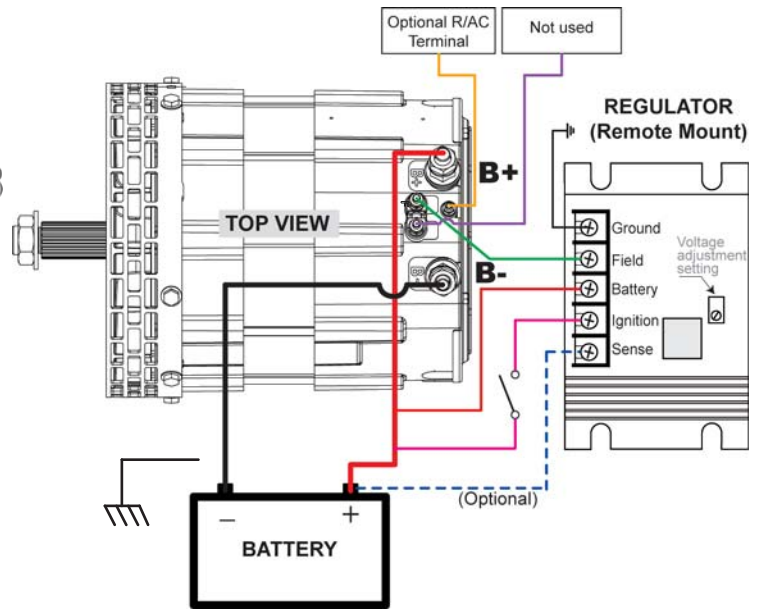 Optional R/AC
Terminal
Not used
REGULATOR
(Remote Mount)
B+
TOP VIEW
B-
Ground
Field
Battery
Ignition
Sense
Voltage
adjustment
setting
(Optional)
– +
BATTERY